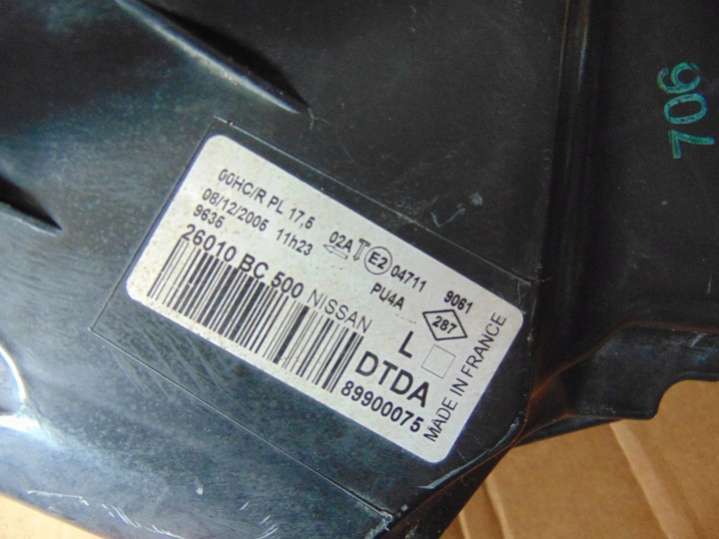 00HC/R PL 17,5 02A E2 04711 9061
08/12/2006 11h23 PU4A 287
9635
26010 BC 500 NISSAN L
DTDA
89900075
MADE IN FRANCE
706